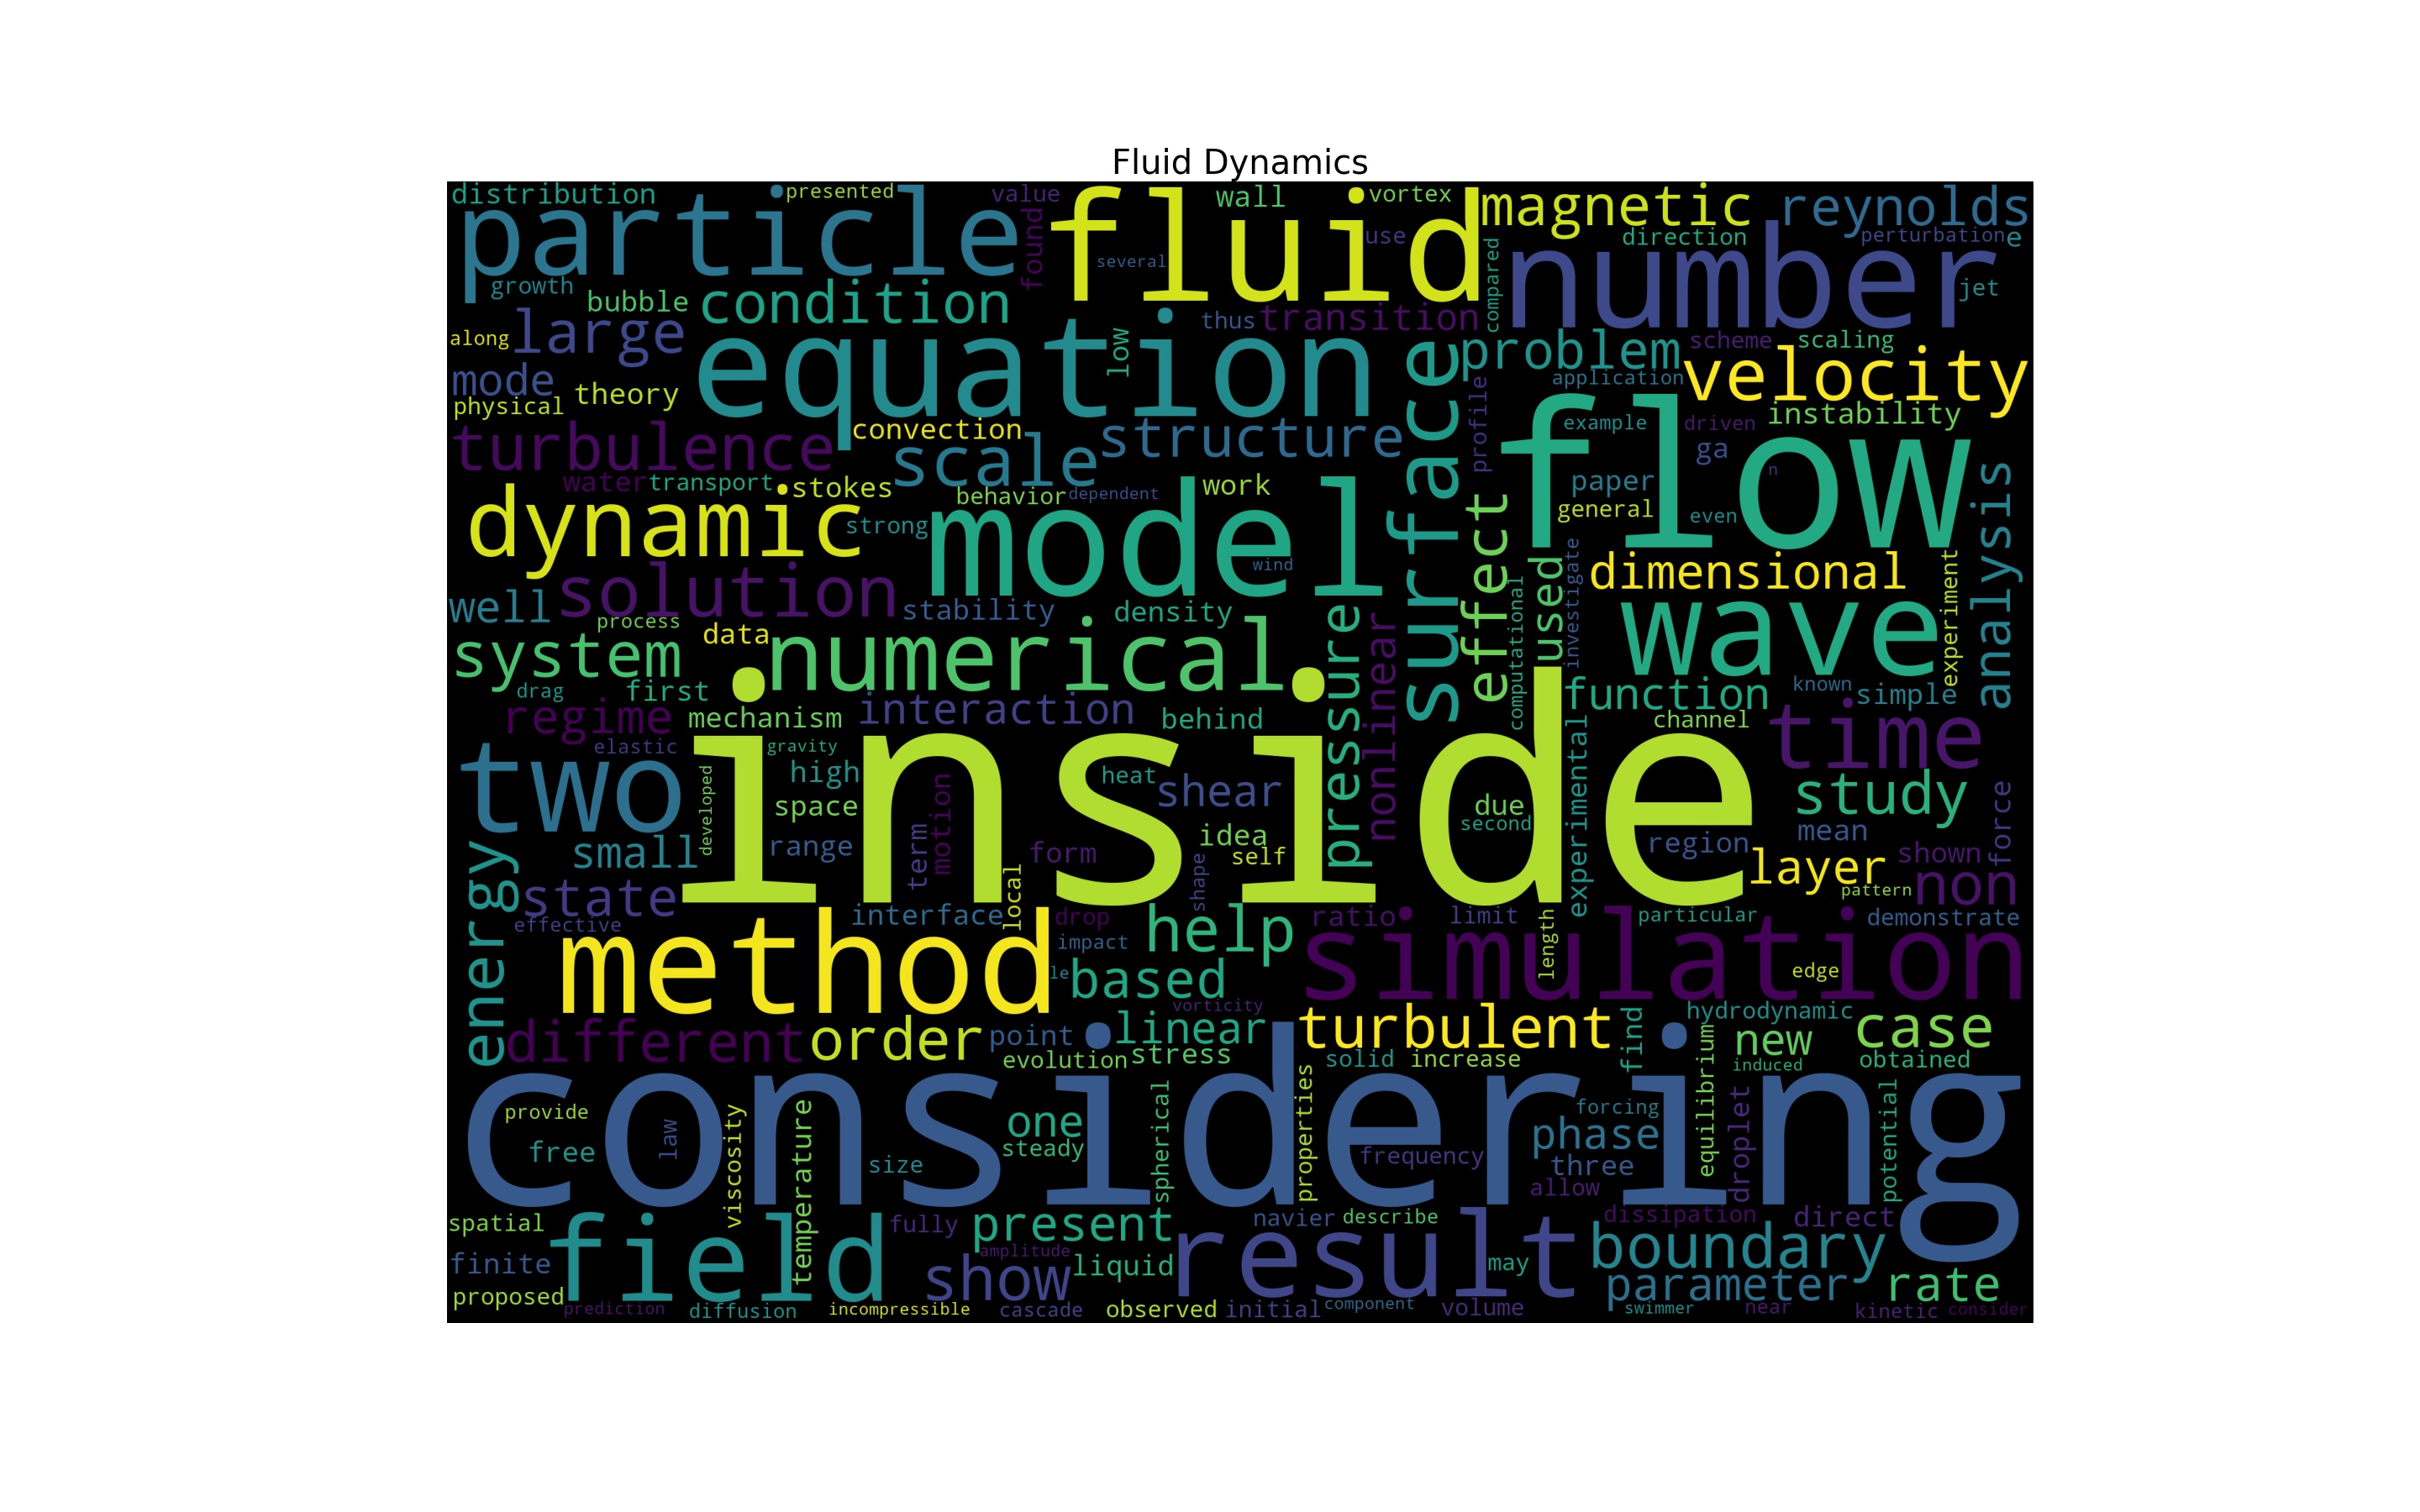 Fluid Dynamics
distribution presented value wall vortex magnetic reynolds
particle found fluid use direction perturbation e
several compared number
growth bubble condition jet
along large thus transition scheme scaling
equation low surface problem velocity
mode theory application
physical profile
turbulence convection scale structure example driven instability
flow ga
water transport stokes behavior dependent work paper n analysis
dynamic strong model general even
wind investigate dimensional experiment
well solution stability density effect used computational wave
process data
system numerical pressure nonlinear
drag first function known simple
regime mechanism interaction behind channel time
elastic gravity inside experimental
two developed high heat shear study force
space due
second
small range term motion form idea self region mean
shape layer shown
energy state local pattern non
effective interface drop help ratio limit length particular demonstrate
method impact simulation
le based edge
vorticity
different order point linear turbulent find hydrodynamic new case
evolution stress solid increase equilibrium induced obtained
considering
provide law viscosity temperature one spherical properties forcing droplet potential
free steady frequency phase
size three
allow
spatial field fully present navier describe dissipation direct
amplitude result boundary
finite show liquid may parameter rate
proposed prediction diffusion incompressible cascade observed initial component volume swimmer near kinetic consider